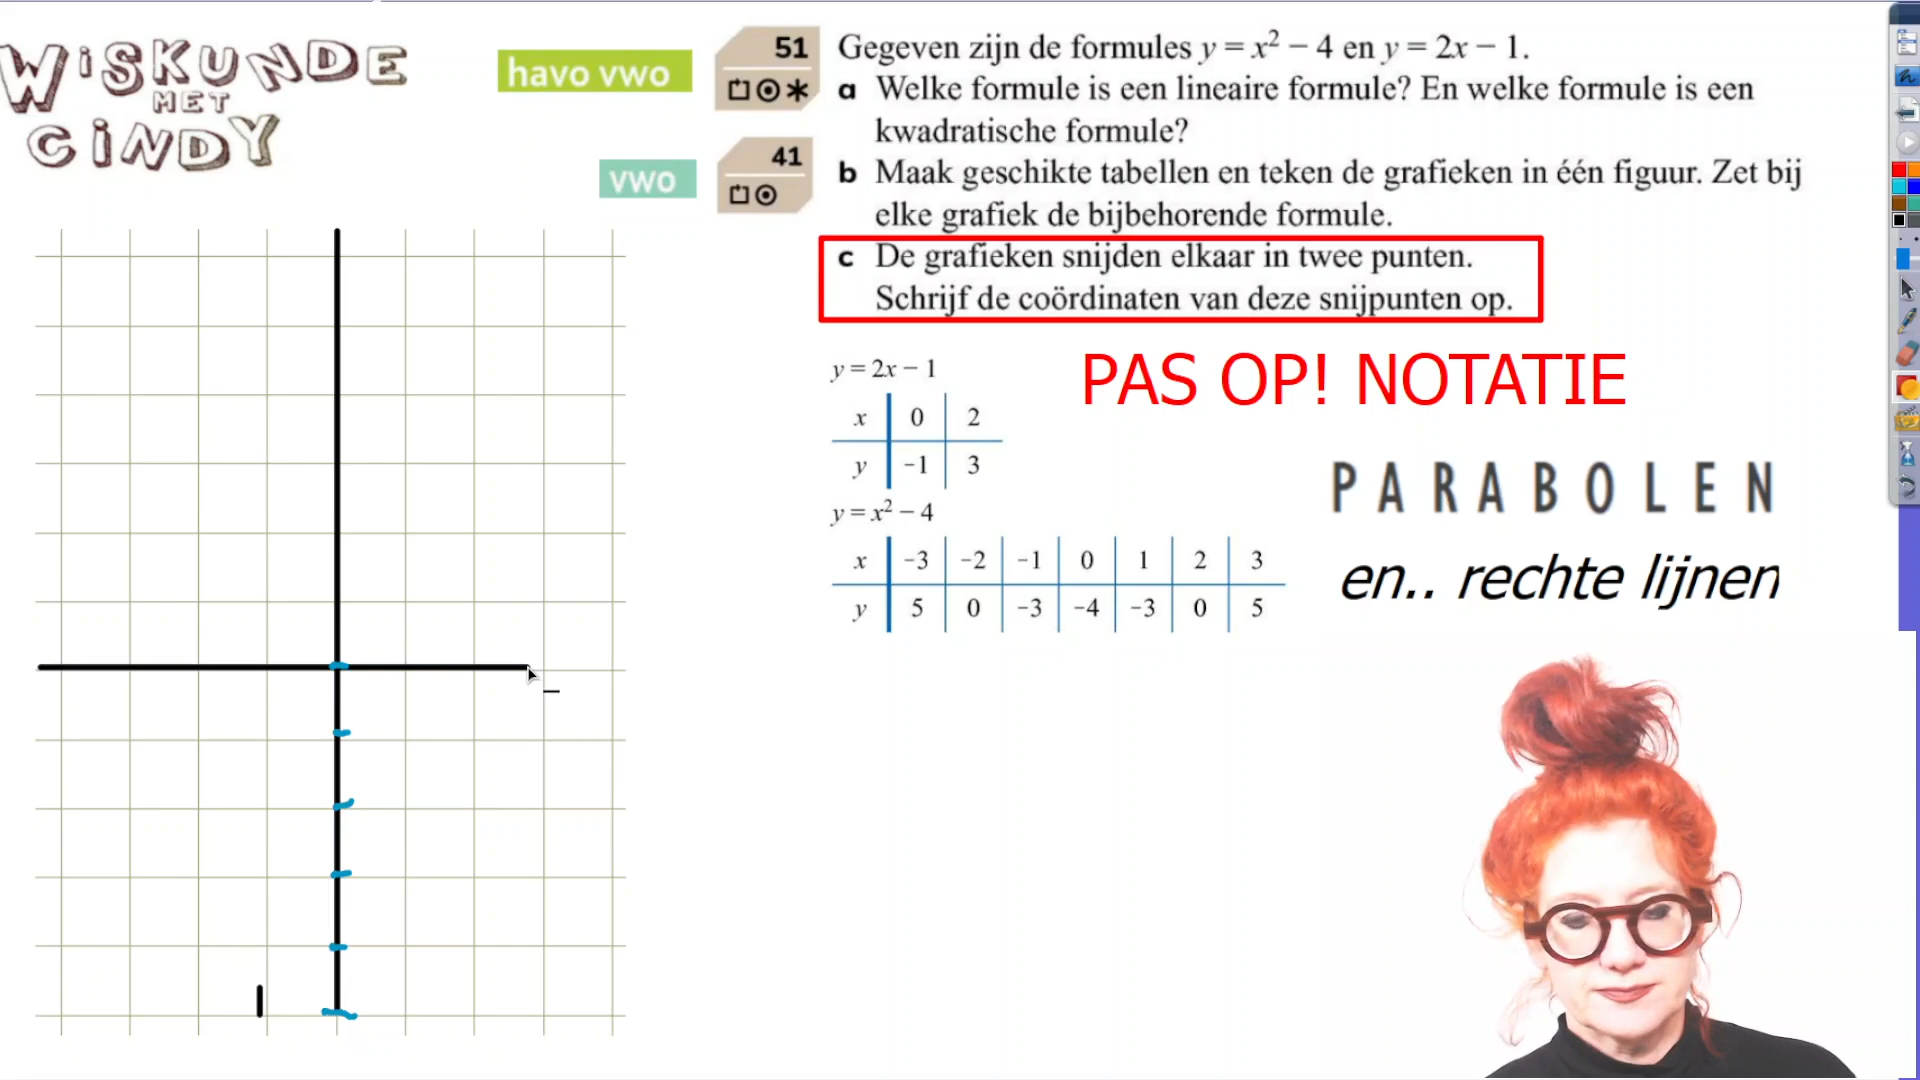 WiSKUNDE
MET
CiNDY
havo vwo
51
Gegeven zijn de formules y = x² − 4 en y = 2x − 1.
a Welke formule is een lineaire formule? En welke formule is een
kwadratische formule?
vwo
41
b Maak geschikte tabellen en teken de grafieken in één figuur. Zet bij
elke grafiek de bijbehorende formule.
c De grafieken snijden elkaar in twee punten.
Schrijf de coördinaten van deze snijpunten op.
PAS OP! NOTATIE
y = 2x − 1
x 0 2
y −1 3
y = x² − 4
x −3 −2 −1 0 1 2 3
y 5 0 −3 −4 −3 0 5
PARABOLEN
en.. rechte lijnen